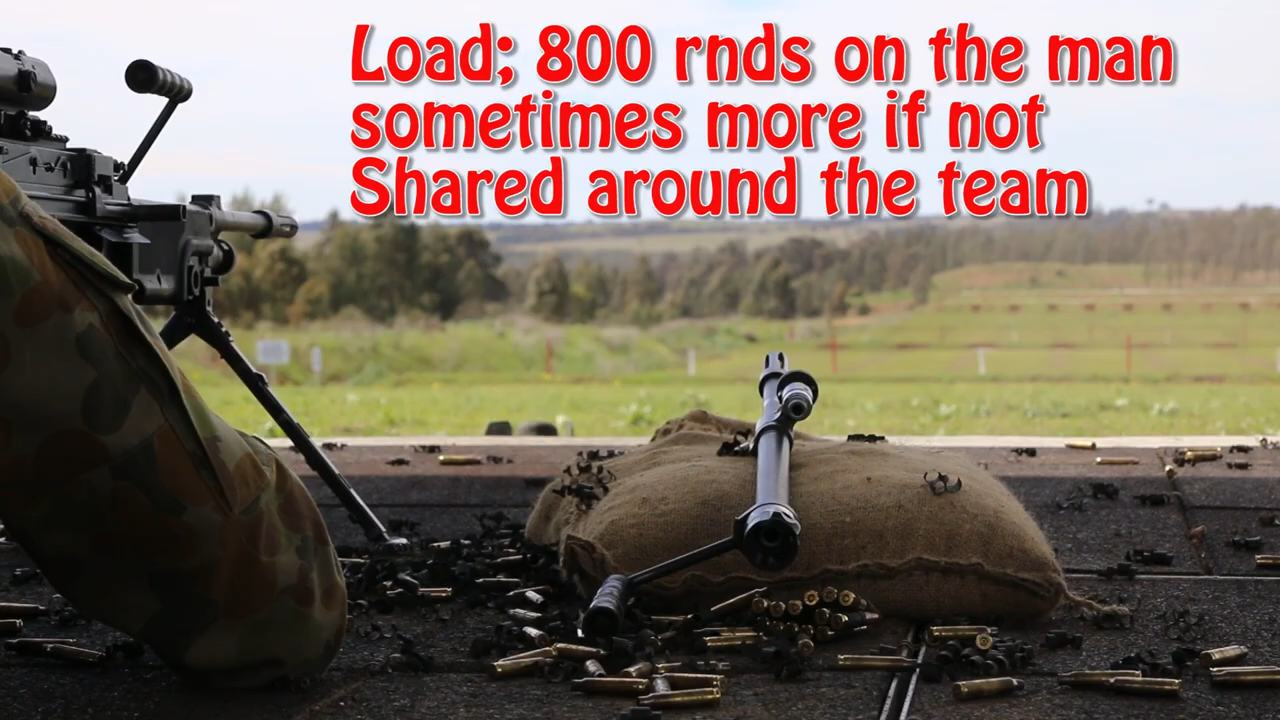 Load; 800 rnds on the man
sometimes more if not
Shared around the team